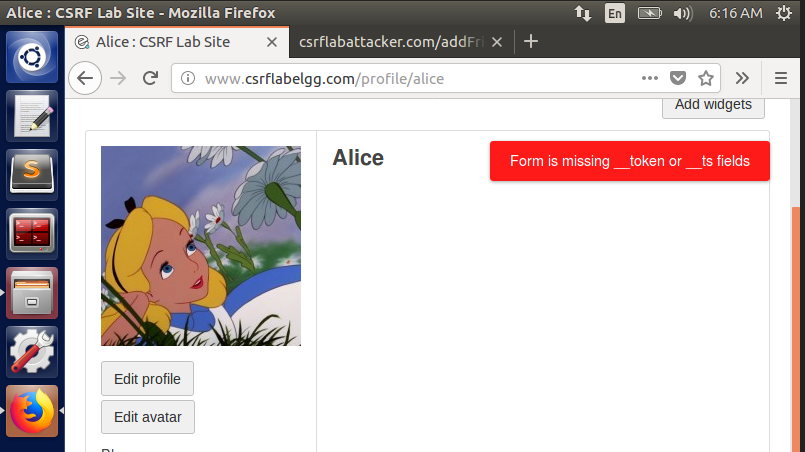 Alice : CSRF Lab Site - Mozilla Firefox
En
6:16 AM
Alice : CSRF Lab Site
csrflabattacker.com/addFri
www.csrflabelgg.com/profile/alice
Add widgets
Alice
Form is missing __token or __ts fields
Edit profile
Edit avatar